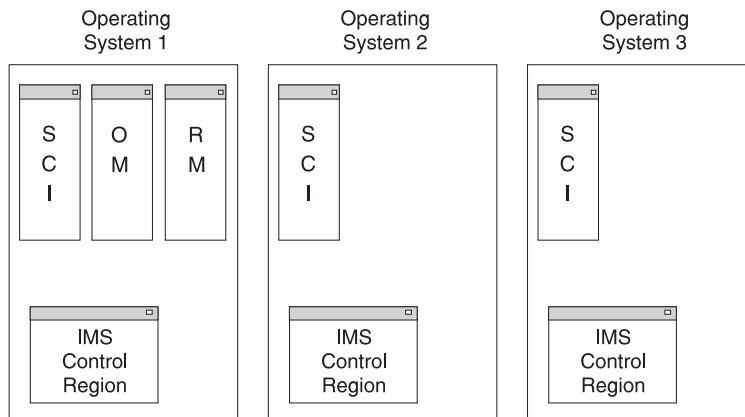 Operating
System 1
Operating
System 2
Operating
System 3
S
C
I
O
M
R
M
S
C
I
S
C
I
IMS
Control
Region
IMS
Control
Region
IMS
Control
Region